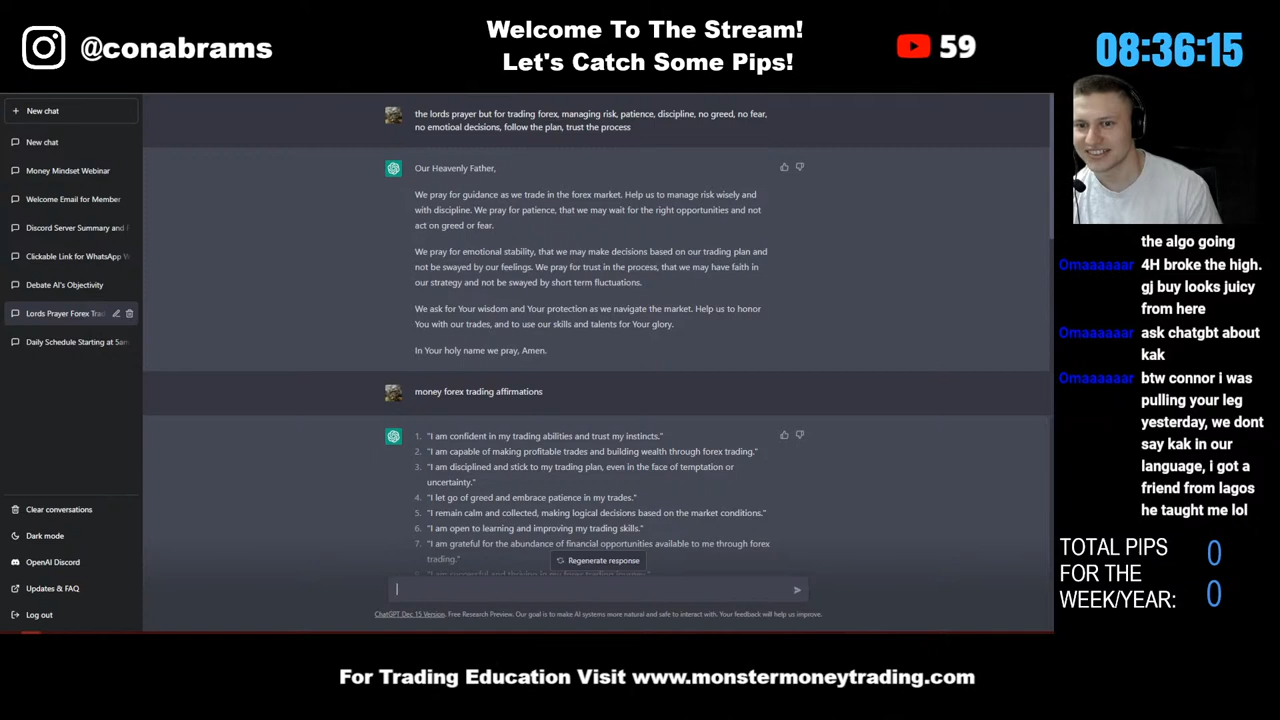 @conabrams
Welcome To The Stream!
Let's Catch Some Pips!
59
08:36:15
New chat
New chat
Money Mindset Webinar
Welcome Email for Member
Discord Server Summary and
Clickable Link for WhatsApp
Debate AI's Objectivity
Lords Prayer Forex Trad
Daily Schedule Starting at 5am
Clear conversations
Dark mode
OpenAI Discord
Updates & FAQ
Log out
the lords prayer but for trading forex, managing risk, patience, discipline, no greed, no fear,
no emotioal decisions, follow the plan, trust the process
Our Heavenly Father,
We pray for guidance as we trade in the forex market. Help us to manage risk wisely and
with discipline. We pray for patience, that we may wait for the right opportunities and not
act on greed or fear.
We pray for emotional stability, that we may make decisions based on our trading plan and
not be swayed by our feelings. We pray for trust in the process, that we may have faith in
our strategy and not be swayed by short term fluctuations.
We ask for Your wisdom and Your protection as we navigate the market. Help us to honor
You with our trades, and to use our skills and talents for Your glory.
In Your holy name we pray, Amen.
money forex trading affirmations
1. "I am confident in my trading abilities and trust my instincts."
2. "I am capable of making profitable trades and building wealth through forex trading."
3. "I am disciplined and stick to my trading plan, even in the face of temptation or
uncertainty."
4. "I let go of greed and embrace patience in my trades."
5. "I remain calm and collected, making logical decisions based on the market conditions."
6. "I am open to learning and improving my trading skills."
7. "I am grateful for the abundance of financial opportunities available to me through forex
trading."
Regenerate response
ChatGPT Dec 15 Version. Free Research Preview. Our goal is to make AI systems more natural and safe to interact with. Your feedback will help us improve.
the algo going
Omaaaaaar 4H broke the high.
gj buy looks juicy
from here
ask chatgbt about
kak
Omaaaaaar btw connor i was
pulling your leg
yesterday, we dont
say kak in our
language, i got a
friend from lagos
he taught me lol
TOTAL PIPS 0
FOR THE
WEEK/YEAR: 0
For Trading Education Visit www.monstermoneytrading.com